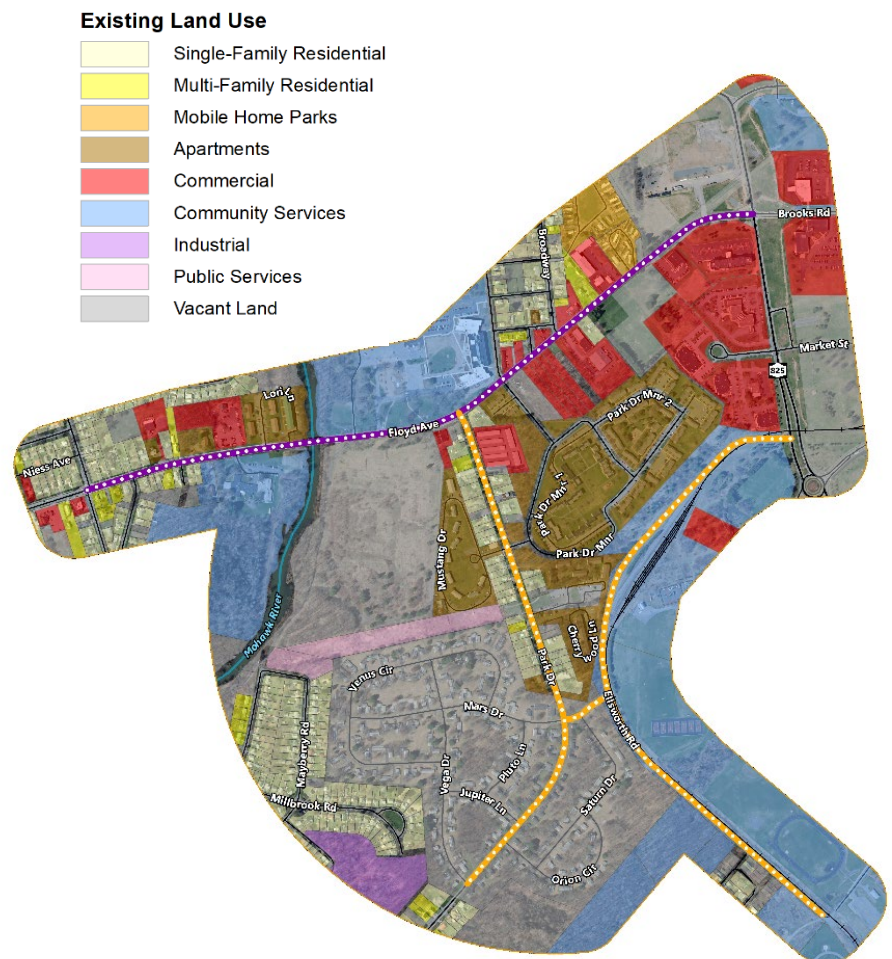 Existing Land Use
Single-Family Residential
Multi-Family Residential
Mobile Home Parks
Apartments
Commercial
Community Services
Industrial
Public Services
Vacant Land
Brooks Rd
Broadway
Market St
825
Lori Ln
Park Dr Mnr 2
Floyd Ave
Niess Ave
Park Dr Mnr 1
Park Dr Mnr
Mustang Dr
Mohawk River
Cherry
Wood Ln
Park Dr
Venus Cir
Mars Dr
Ellsworth Rd
Mayberry Rd
Vega Dr
Pluto Ln
Saturn Dr
Jupiter Ln
Millbrook Rd
Orion Cir